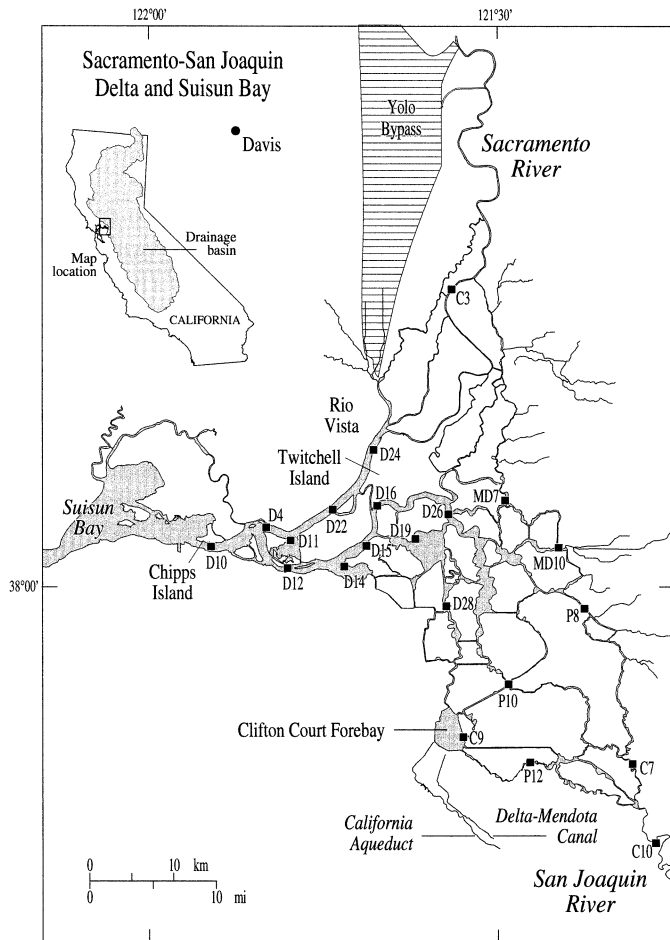 122°00'
121°30'
Sacramento-San Joaquin
Delta and Suisun Bay
Davis
Yolo
Bypass
Sacramento
River
Drainage
basin
Map
location
CALIFORNIA
C3
Rio
Vista
D24
Twitchell
Island
D16
MD7
Suisun
Bay
D4
D22
D26
D19
D11
D15
D10
MD10
Chipps
Island
D12
D14
38°00'
D28
P8
P10
Clifton Court Forebay
C9
P12
C7
California
Aqueduct
Delta-Mendota
Canal
C10
0 10 km
0 10 mi
San Joaquin
River